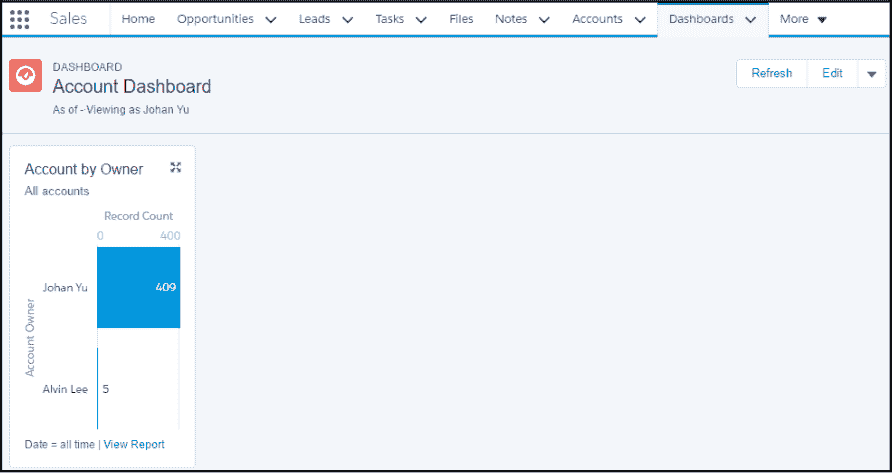 Sales Home Opportunities Leads Tasks Files Notes Accounts Dashboards More
DASHBOARD
Account Dashboard
As of - Viewing as Johan Yu
Refresh Edit
Account by Owner
All accounts
Record Count
0 400
Account Owner
Johan Yu 409
Alvin Lee 5
Date = all time | View Report